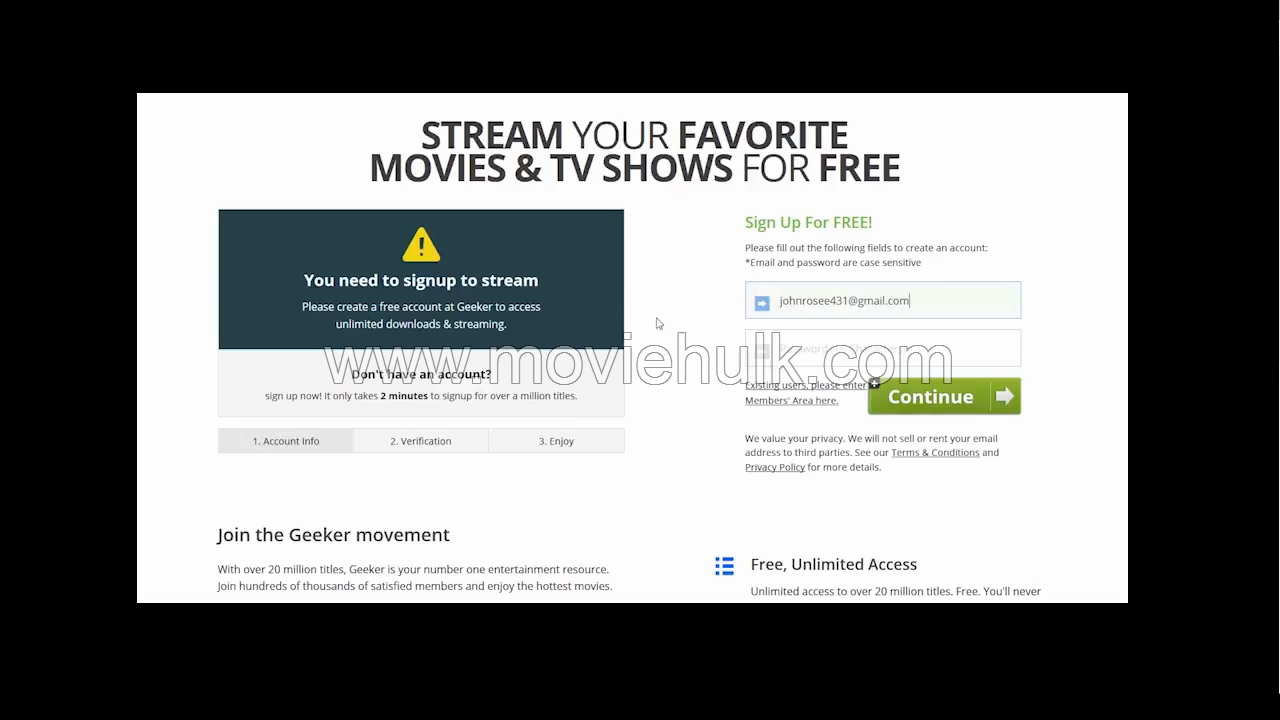 STREAM YOUR FAVORITE
MOVIES & TV SHOWS FOR FREE
You need to signup to stream
Please create a free account at Geeker to access
unlimited downloads & streaming.
Don't have an account?
sign up now! It only takes 2 minutes to signup for over a million titles.
1. Account Info
2. Verification
3. Enjoy
Sign Up For FREE!
Please fill out the following fields to create an account:
*Email and password are case sensitive
johnrosee431@gmail.com
www.moviehulk.com
Existing users, please enter
Members' Area here.
Continue
We value your privacy. We will not sell or rent your email
address to third parties. See our Terms & Conditions and
Privacy Policy for more details.
Join the Geeker movement
With over 20 million titles, Geeker is your number one entertainment resource.
Join hundreds of thousands of satisfied members and enjoy the hottest movies.
Free, Unlimited Access
Unlimited access to over 20 million titles. Free. You'll never